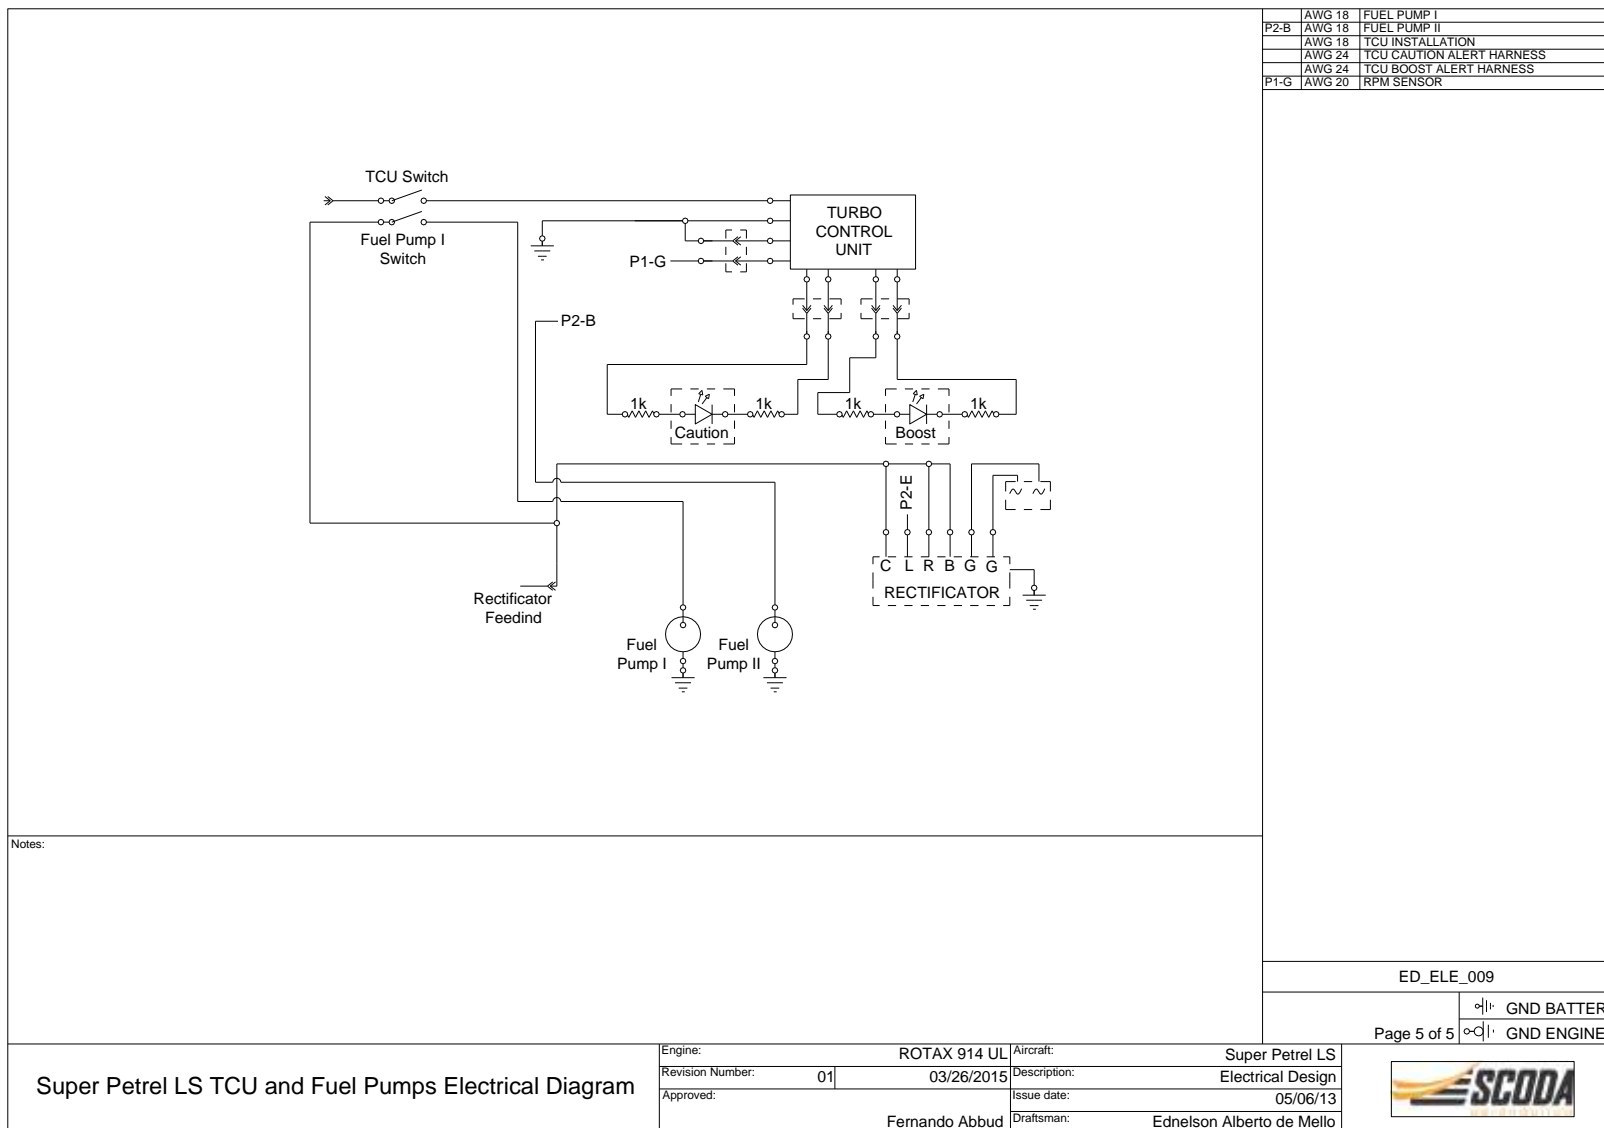 AWG 18 FUEL PUMP I
P2-B AWG 18 FUEL PUMP II
AWG 18 TCU INSTALLATION
AWG 24 TCU CAUTION ALERT HARNESS
AWG 24 TCU BOOST ALERT HARNESS
P1-G AWG 20 RPM SENSOR
TCU Switch
Fuel Pump I
Switch
TURBO
CONTROL
UNIT
P1-G
P2-B
1k
1k
1k
1k
Caution
Boost
P2-E
C L R B G G
RECTIFICATOR
Rectificator
Feedind
Fuel
Pump I
Fuel
Pump II
Notes:
ED_ELE_009
GND BATTER
Page 5 of 5
GND ENGINE
Super Petrel LS TCU and Fuel Pumps Electrical Diagram
Engine: ROTAX 914 UL
Aircraft: Super Petrel LS
Revision Number: 01 03/26/2015
Description: Electrical Design
Approved: Fernando Abbud
Issue date: 05/06/13
Draftsman: Ednelson Alberto de Mello
SCODA